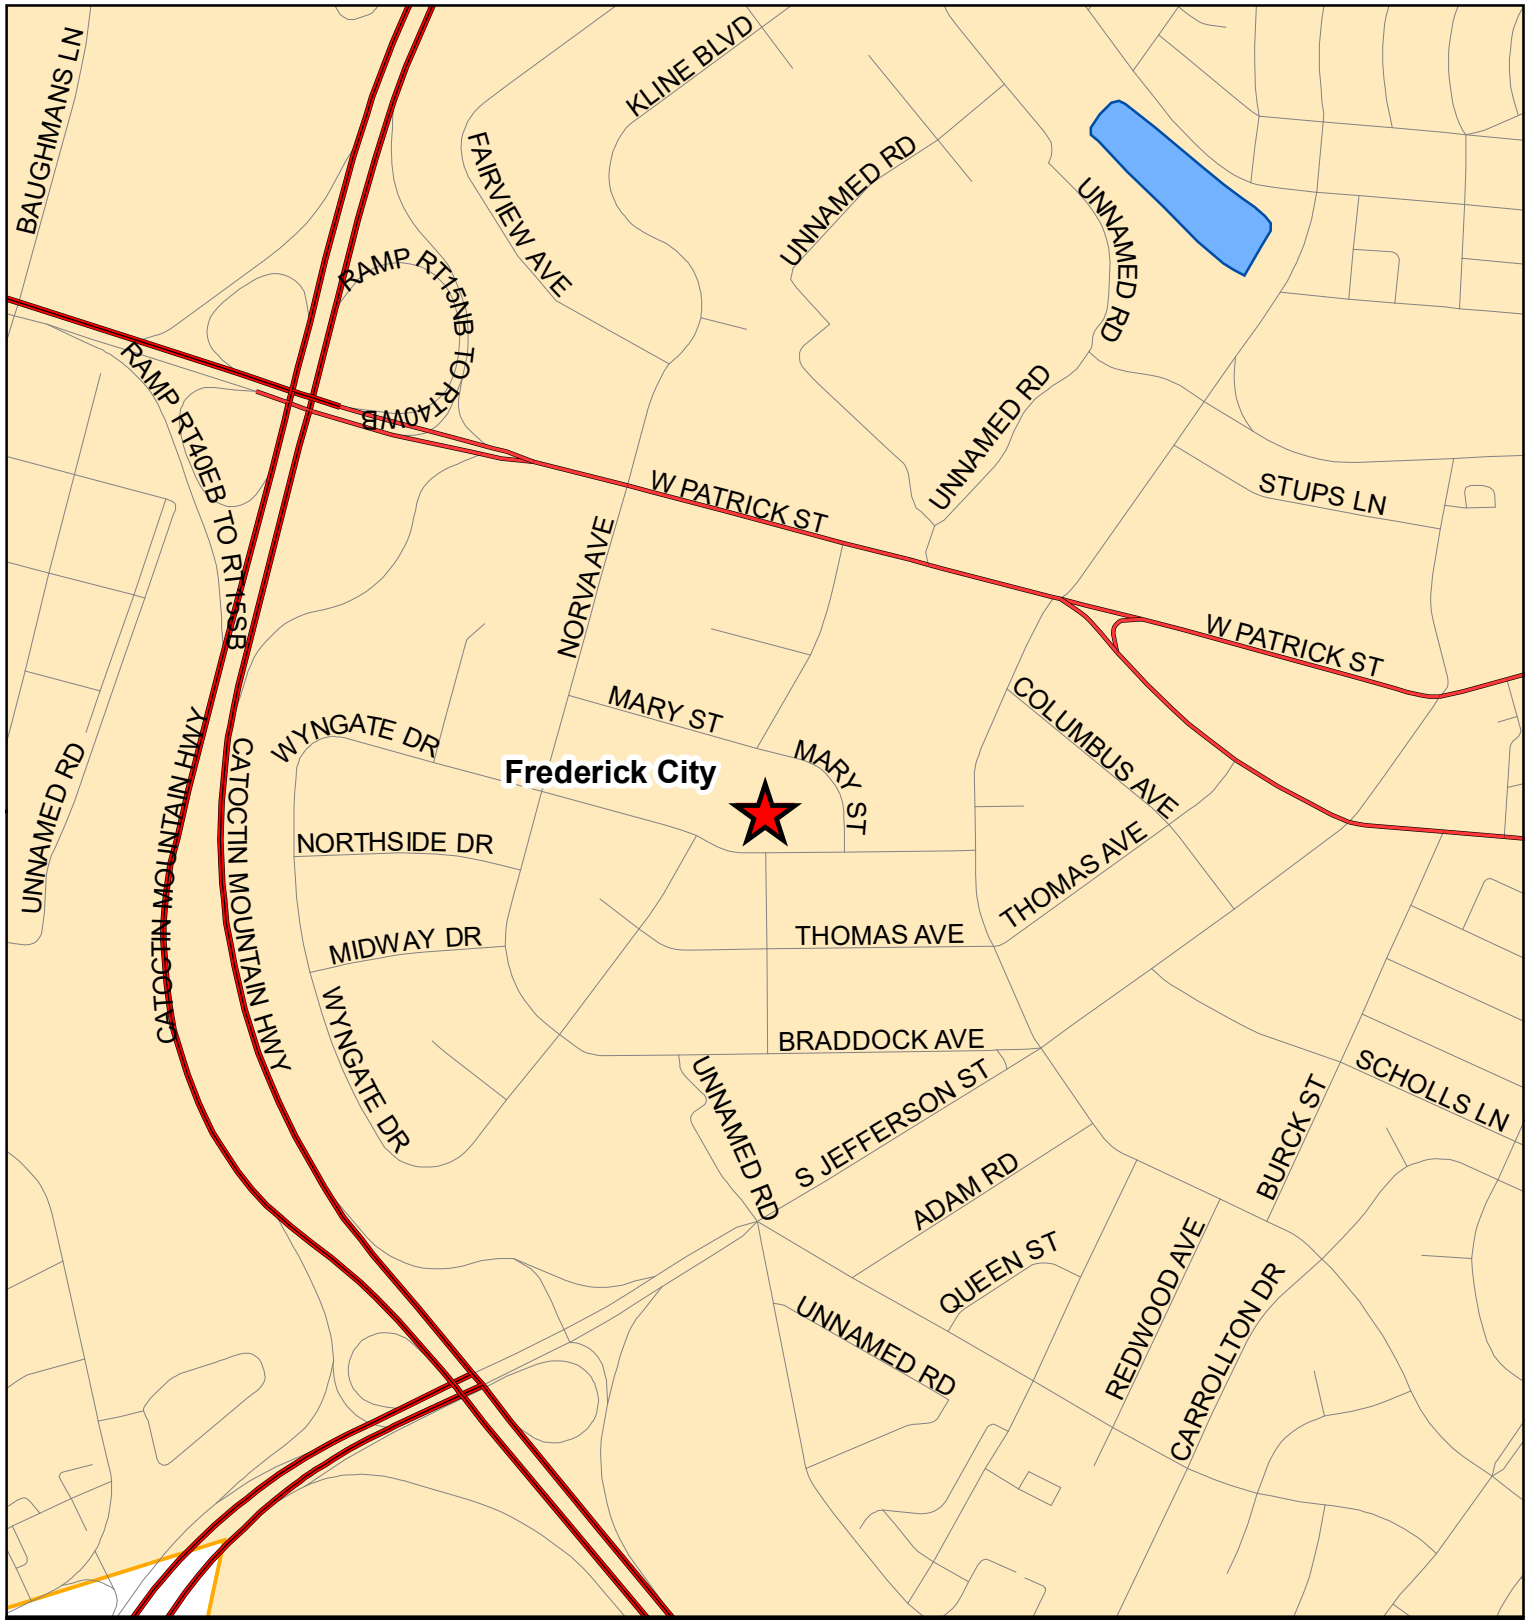 BAUGHMANS LN
KLINE BLVD
FAIRVIEW AVE
UNNAMED RD
UNNAMED RD
RAMP RT15NB TO RT40WB
RAMP RT40EB TO RT15SB
UNNAMED RD
W PATRICK ST
STUPS LN
NORVA AVE
W PATRICK ST
MARY ST
COLUMBUS AVE
WYNGATE DR
MARY ST
Frederick City
UNNAMED RD
CATOCTIN MOUNTAIN HWY
CATOCTIN MOUNTAIN HWY
NORTHSIDE DR
THOMAS AVE
MIDWAY DR
THOMAS AVE
WYNGATE DR
BRADDOCK AVE
UNNAMED RD
S JEFFERSON ST
SCHOLLS LN
BURCK ST
ADAM RD
QUEEN ST
REDWOOD AVE
CARROLLTON DR
UNNAMED RD